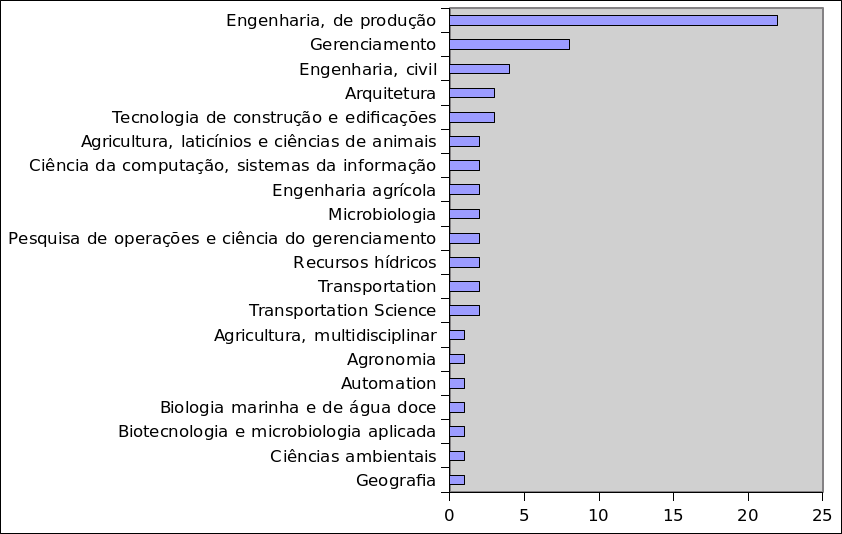 Engenharia, de produção
Gerenciamento
Engenharia, civil
Arquitetura
Tecnologia de construção e edificações
Agricultura, laticínios e ciências de animais
Ciência da computação, sistemas da informação
Engenharia agrícola
Microbiologia
Pesquisa de operações e ciência do gerenciamento
Recursos hídricos
Transportation
Transportation Science
Agricultura, multidisciplinar
Agronomia
Automation
Biologia marinha e de água doce
Biotecnologia e microbiologia aplicada
Ciências ambientais
Geografia
0 5 10 15 20 25